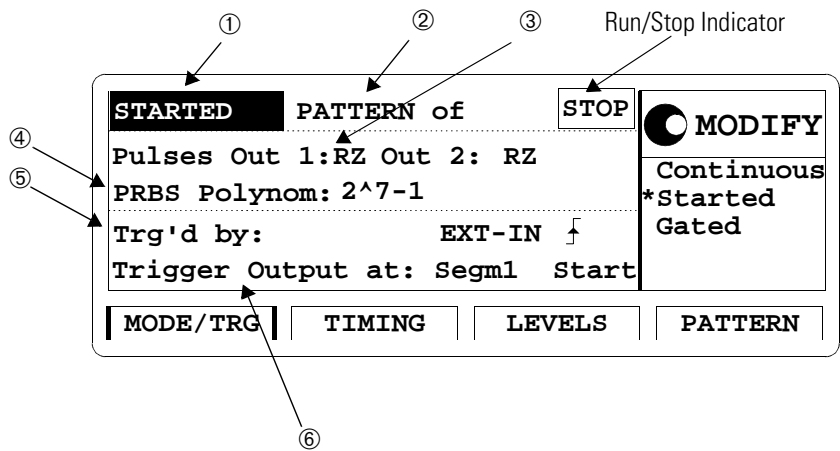 ① ② ③ Run/Stop Indicator
STARTED PATTERN of STOP
MODIFY
④ Pulses Out 1:RZ Out 2: RZ
Continuous
⑤ PRBS Polynom: 2^7-1
*Started
Trg'd by: EXT-IN
Gated
Trigger Output at: Segm1 Start
MODE/TRG TIMING LEVELS PATTERN
⑥